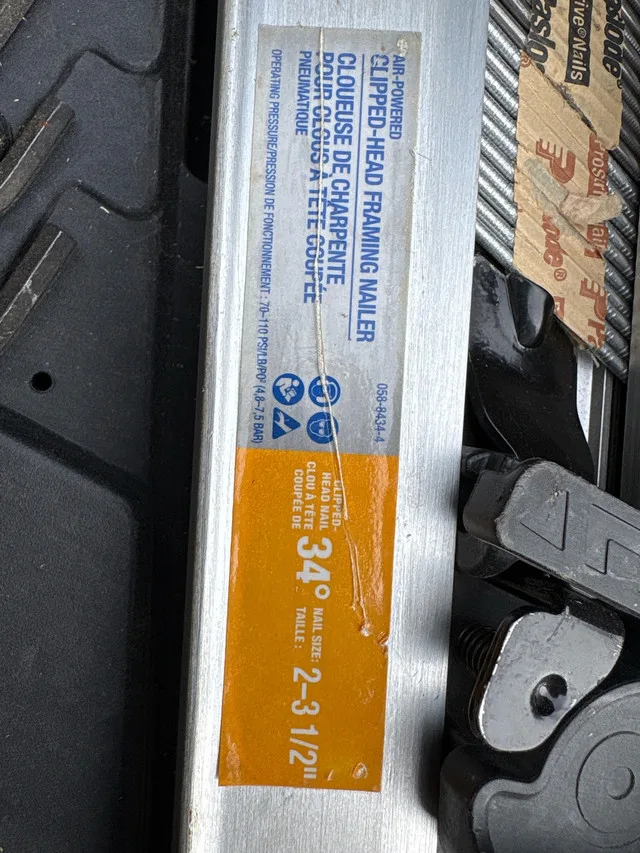 AIR-POWERED
CLIPPED-HEAD FRAMING NAILER
CLOUEUSE DE CHARPENTE
POUR CLOUS À TÊTE COUPÉE
PNEUMATIQUE
OPERATING PRESSURE/PRESSION DE FONCTIONNEMENT : 70–110 PSI/LB/PO² (4,8–7,5 BAR)
058-8434-4
CLIPPED-
HEAD NAIL
CLOU À TÊTE
COUPÉE DE
34°
NAIL SIZE:
TAILLE :
2–3 1/2"
Paslode
Paslode®